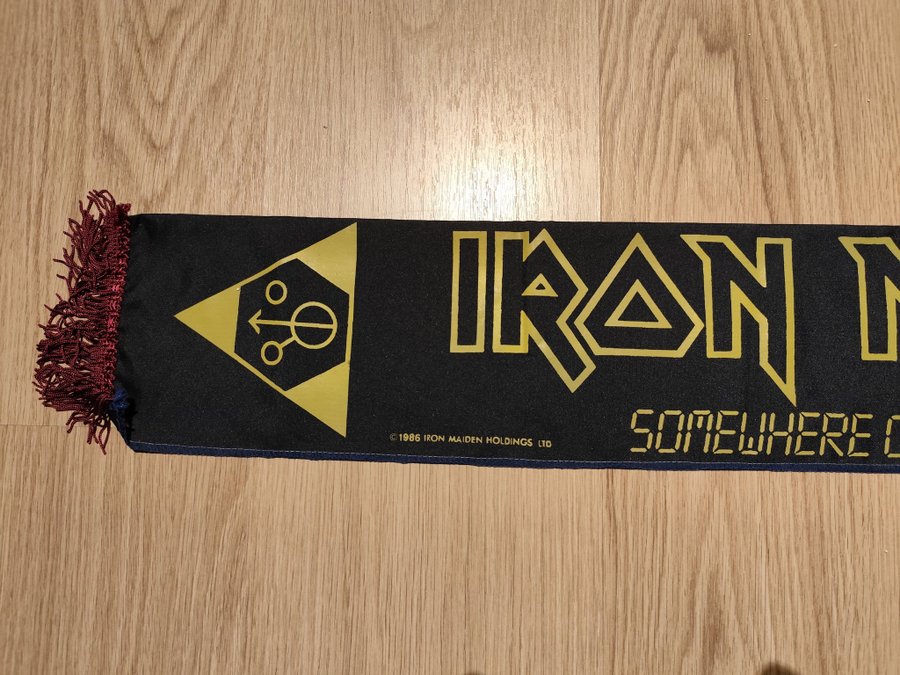 IRON
SOMEWHERE
©1986 IRON MAIDEN HOLDINGS LTD